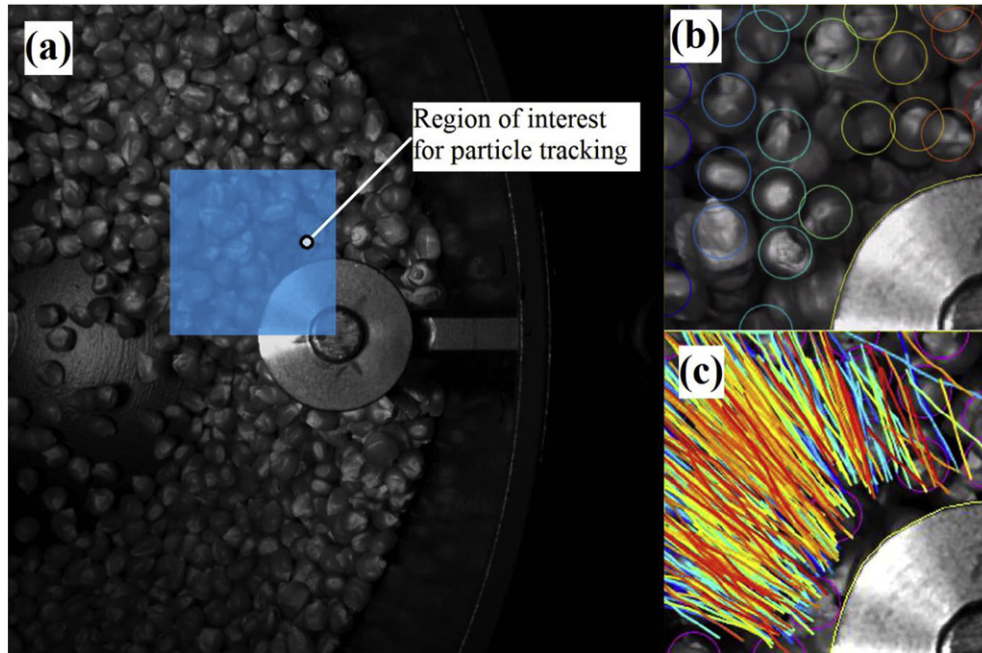 (a)
Region of interest
for particle tracking
(b)
(c)